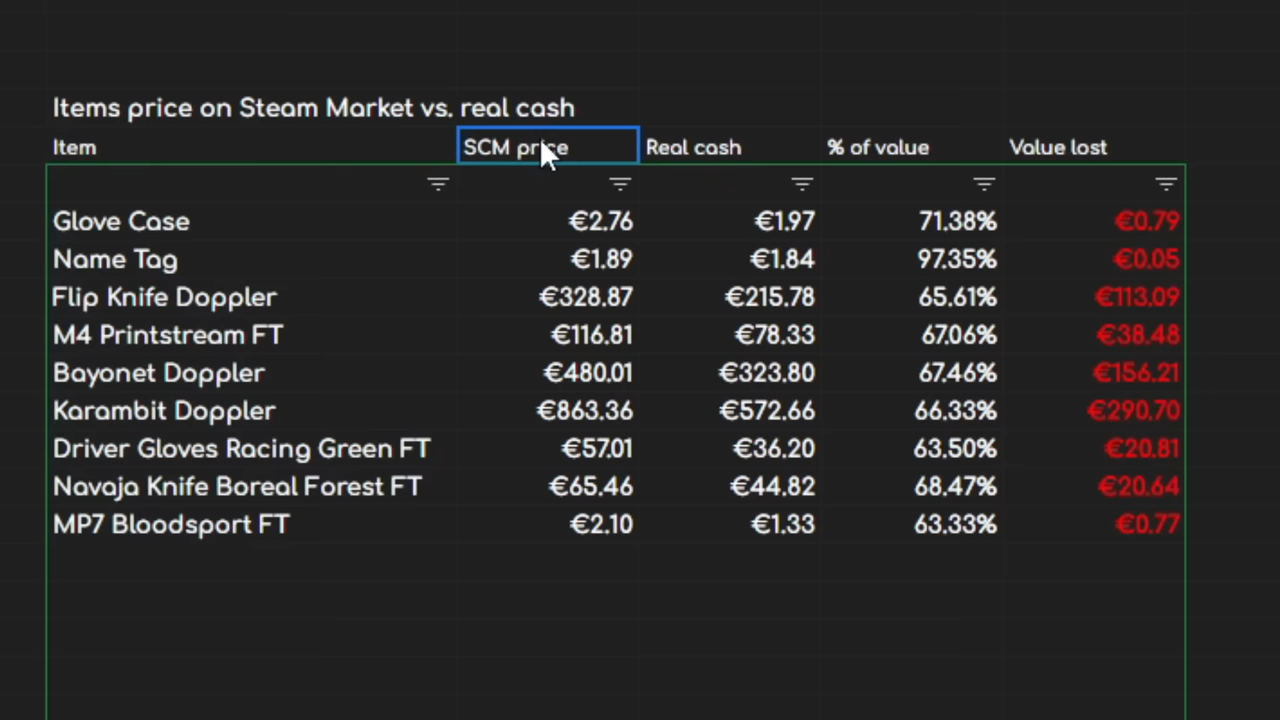 Items price on Steam Market vs. real cash
Item SCM price Real cash % of value Value lost
Glove Case €2.76 €1.97 71.38% €0.79
Name Tag €1.89 €1.84 97.35% €0.05
Flip Knife Doppler €328.87 €215.78 65.61% €113.09
M4 Printstream FT €116.81 €78.33 67.06% €38.48
Bayonet Doppler €480.01 €323.80 67.46% €156.21
Karambit Doppler €863.36 €572.66 66.33% €290.70
Driver Gloves Racing Green FT €57.01 €36.20 63.50% €20.81
Navaja Knife Boreal Forest FT €65.46 €44.82 68.47% €20.64
MP7 Bloodsport FT €2.10 €1.33 63.33% €0.77